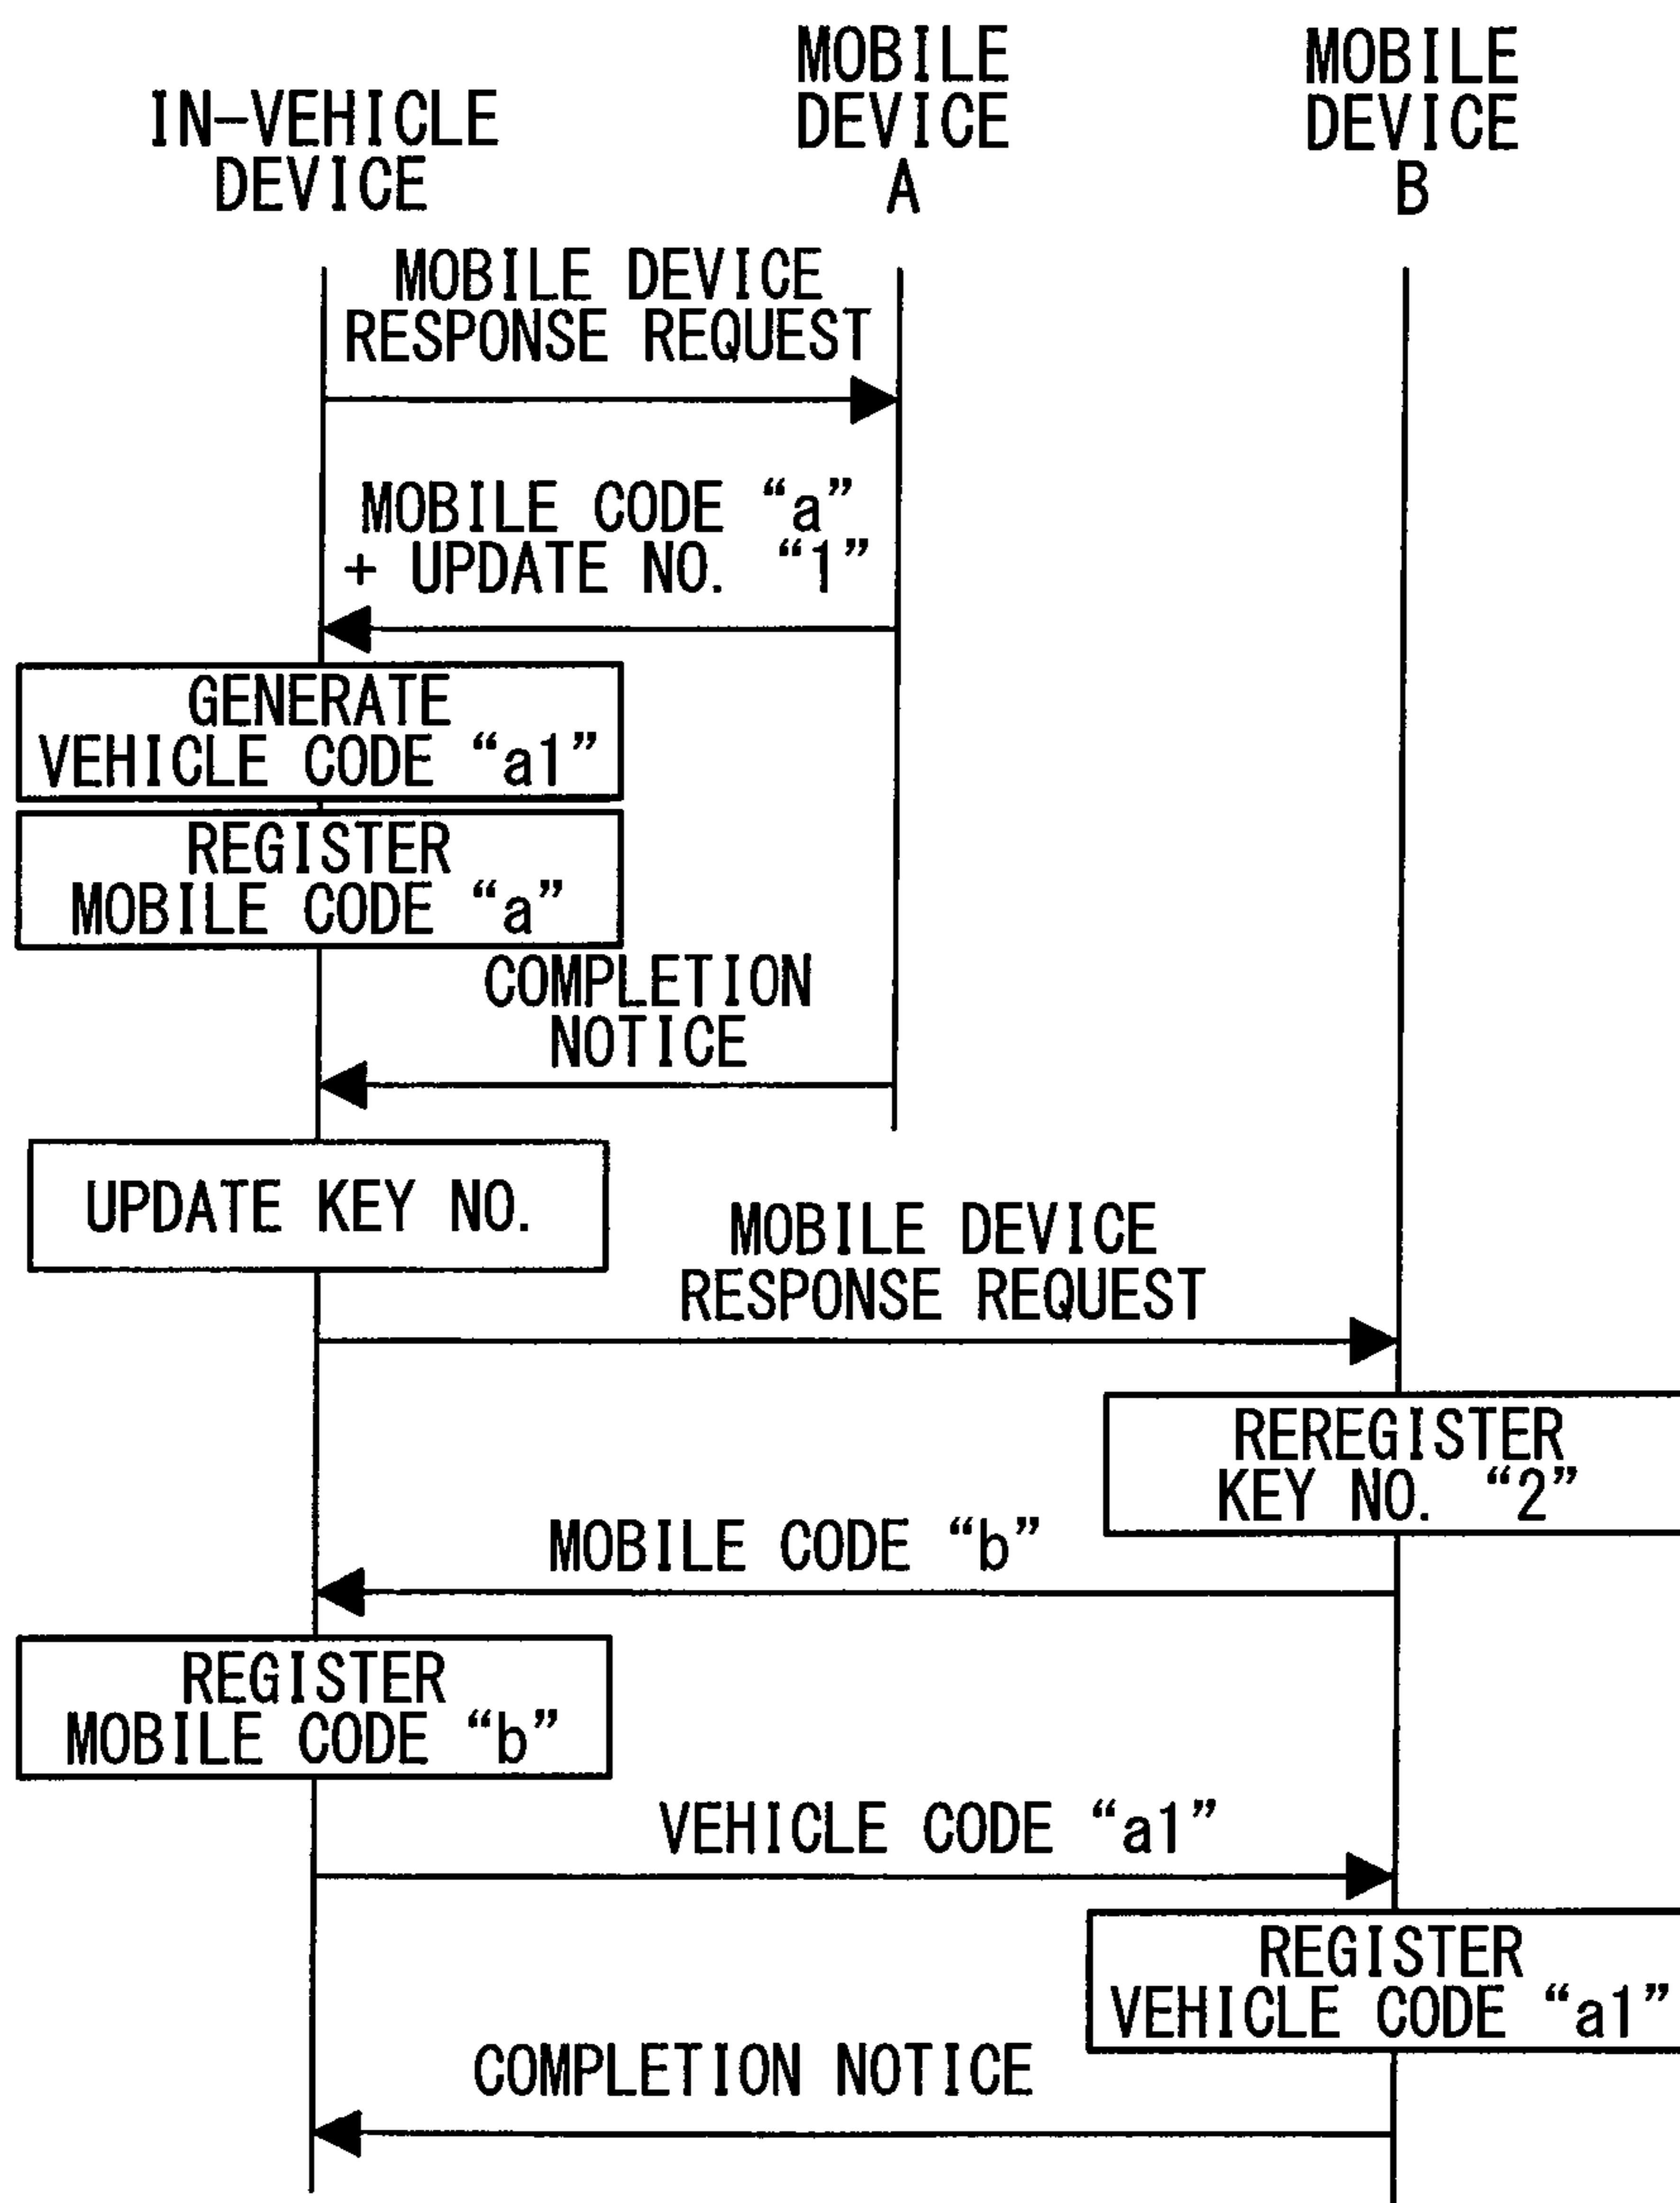 IN-VEHICLE
DEVICE
MOBILE
DEVICE
A
MOBILE
DEVICE
B
MOBILE DEVICE
RESPONSE REQUEST
MOBILE CODE “a”
+ UPDATE NO. “1”
GENERATE
VEHICLE CODE “a1”
REGISTER
MOBILE CODE “a”
COMPLETION
NOTICE
UPDATE KEY NO.
MOBILE DEVICE
RESPONSE REQUEST
REREGISTER
KEY NO. “2”
MOBILE CODE “b”
REGISTER
MOBILE CODE “b”
VEHICLE CODE “a1”
REGISTER
VEHICLE CODE “a1”
COMPLETION NOTICE